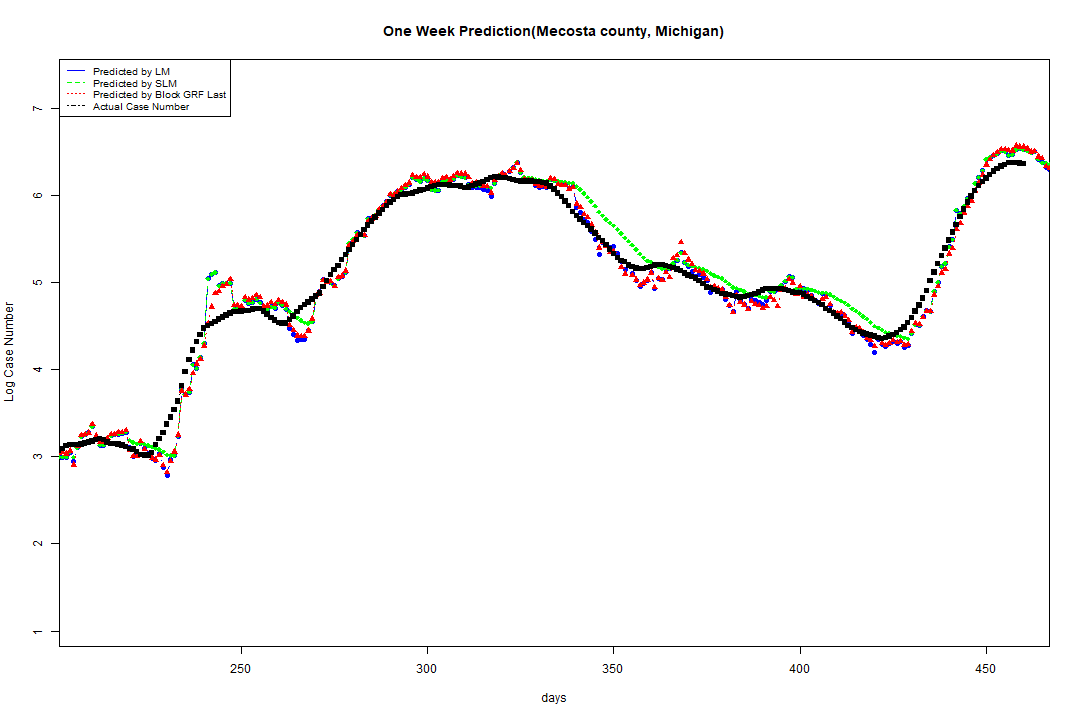 One Week Prediction(Mecosta county, Michigan)
Predicted by LM
Predicted by SLM
Predicted by Block GRF Last
Actual Case Number
7
6
5
4
3
2
1
Log Case Number
250 300 350 400 450
days